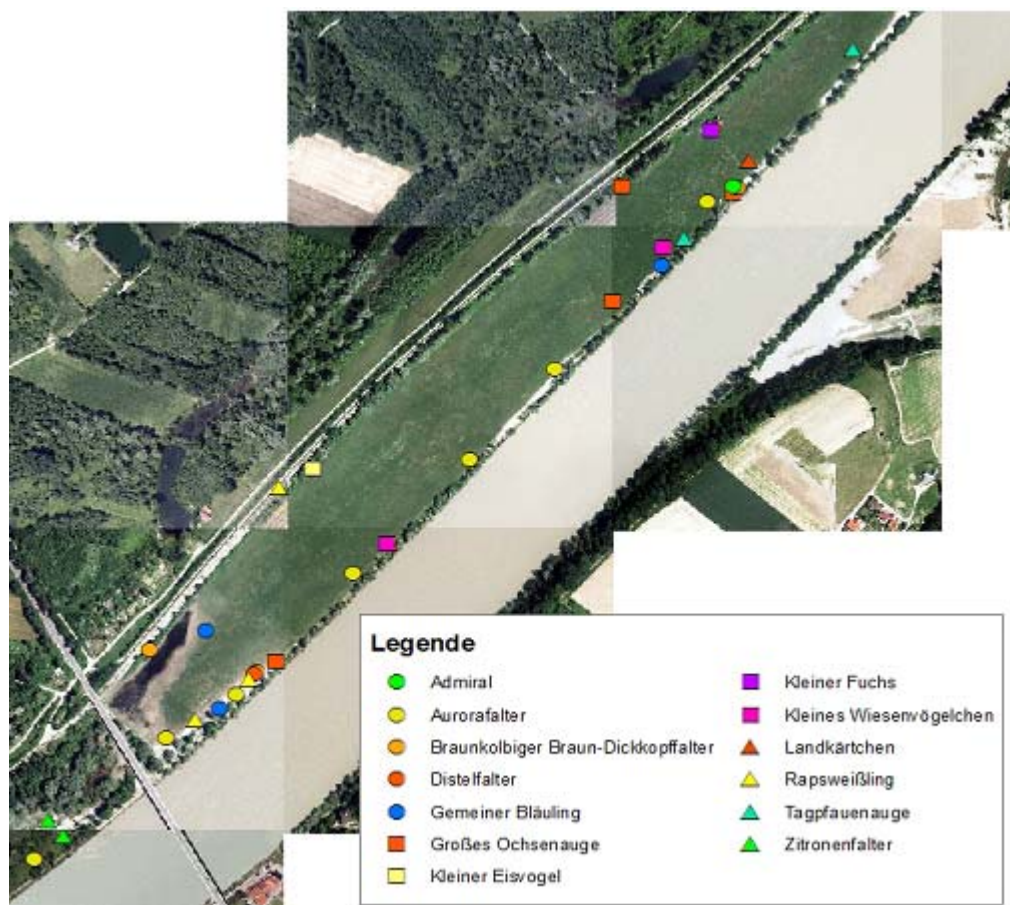 Legende
Admiral
Aurorafalter
Braunkolbiger Braun-Dickkopffalter
Distelfalter
Gemeiner Bläuling
Großes Ochsenauge
Kleiner Eisvogel
Kleiner Fuchs
Kleines Wiesenvögelchen
Landkärtchen
Rapsweißling
Tagpfauenauge
Zitronenfalter